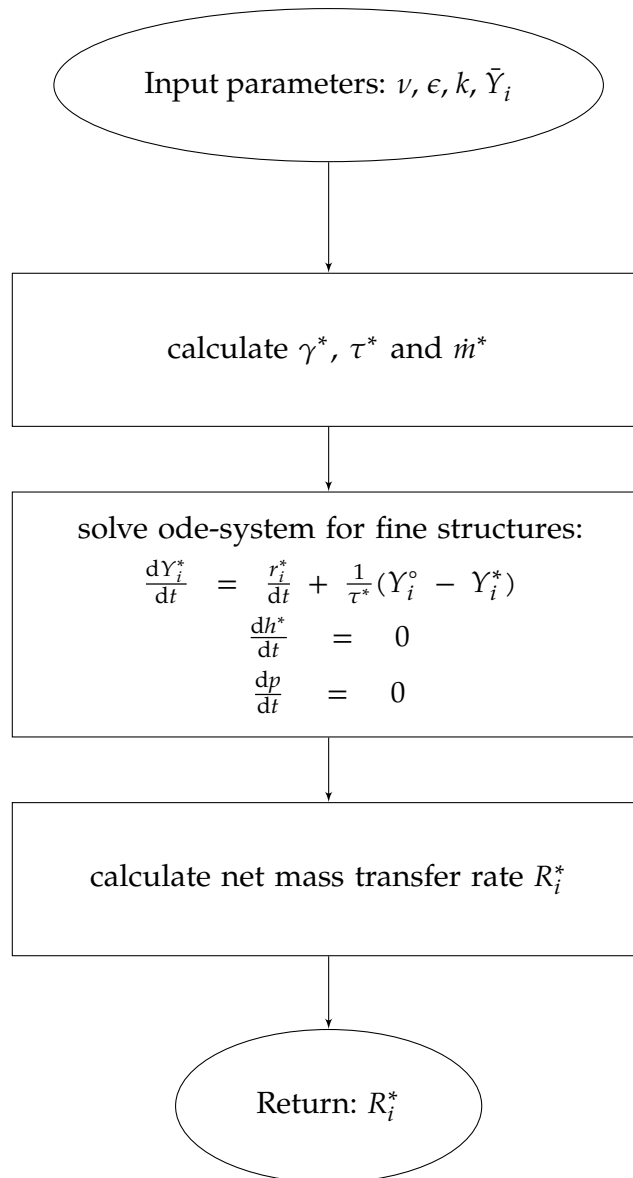 Input parameters: ν, ϵ, k, Ȳ_i
calculate γ*, τ* and ṁ*
solve ode-system for fine structures:
dY_i*/dt = r_i*/dt + 1/τ*(Y_i° − Y_i*)
dh*/dt = 0
dp/dt = 0
calculate net mass transfer rate R_i*
Return: R_i*